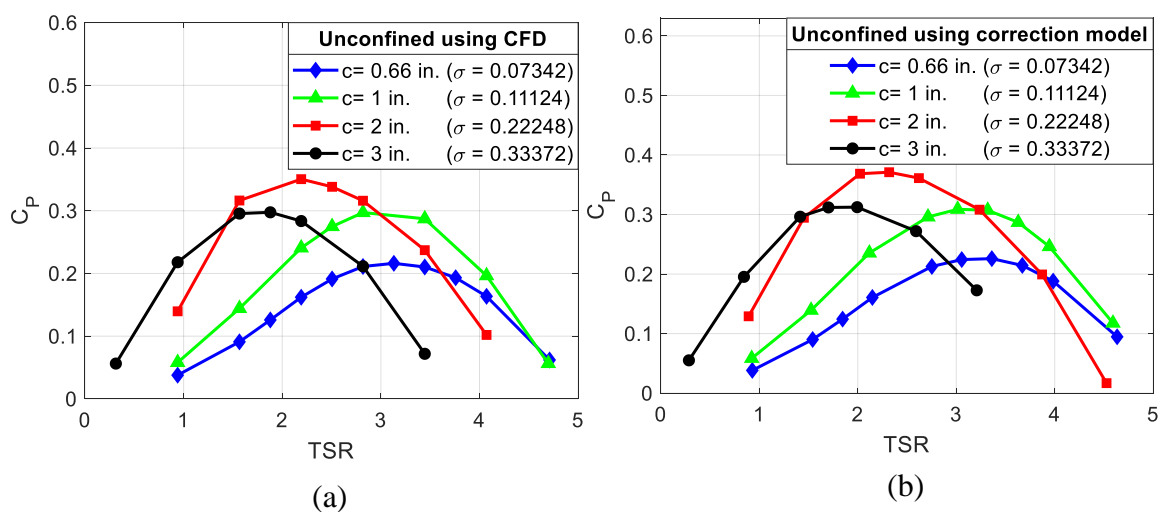 Unconfined using CFD
c= 0.66 in. (σ = 0.07342)
c= 1 in. (σ = 0.11124)
c= 2 in. (σ = 0.22248)
c= 3 in. (σ = 0.33372)
0.6
0.5
0.4
0.3
0.2
0.1
0
C_P
0 1 2 3 4 5
TSR
(a)
Unconfined using correction model
c= 0.66 in. (σ = 0.07342)
c= 1 in. (σ = 0.11124)
c= 2 in. (σ = 0.22248)
c= 3 in. (σ = 0.33372)
0.6
0.5
0.4
0.3
0.2
0.1
0
C_P
0 1 2 3 4 5
TSR
(b)